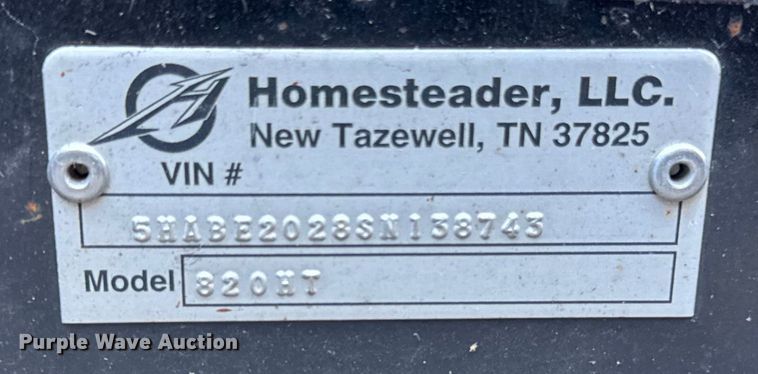 Homesteader, LLC.
New Tazewell, TN 37825
VIN #
5HABE2028SN138743
Model 820HT
Purple Wave Auction